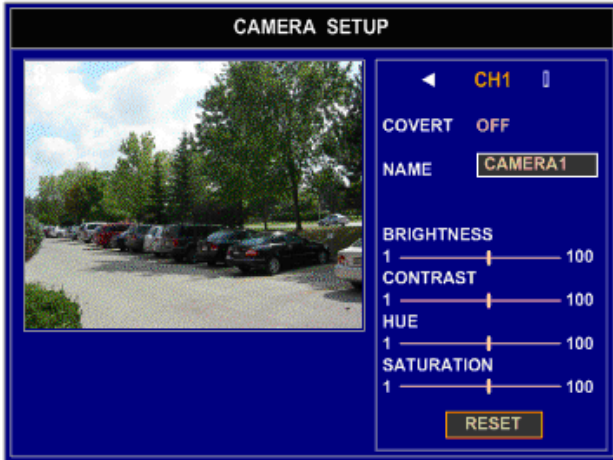 CAMERA SETUP
CH1
COVERT OFF
NAME CAMERA1
BRIGHTNESS
1 100
CONTRAST
1 100
HUE
1 100
SATURATION
1 100
RESET